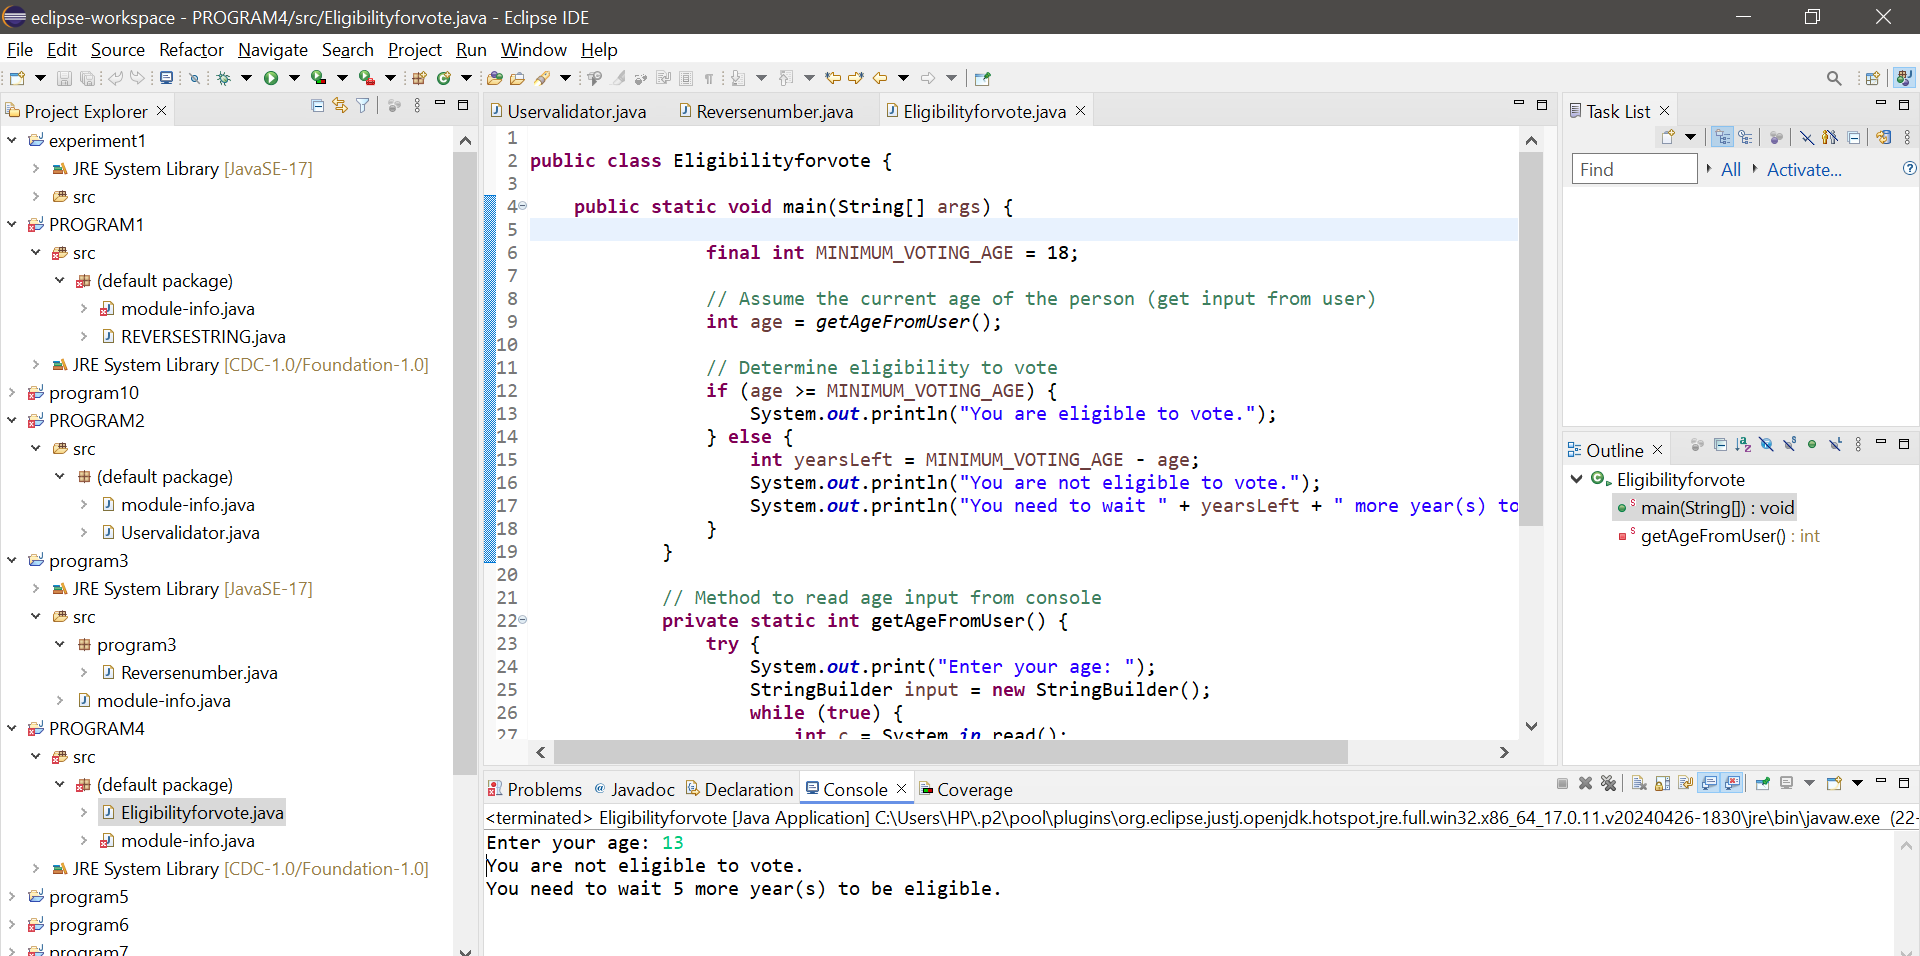 eclipse-workspace - PROGRAM4/src/Eligibilityforvote.java - Eclipse IDE
File Edit Source Refactor Navigate Search Project Run Window Help
Project Explorer
experiment1
JRE System Library [JavaSE-17]
src
PROGRAM1
src
(default package)
module-info.java
REVERSESTRING.java
JRE System Library [CDC-1.0/Foundation-1.0]
program10
PROGRAM2
src
(default package)
module-info.java
Uservalidator.java
program3
JRE System Library [JavaSE-17]
src
program3
Reversenumber.java
module-info.java
PROGRAM4
src
(default package)
Eligibilityforvote.java
module-info.java
JRE System Library [CDC-1.0/Foundation-1.0]
program5
program6
program7
Uservalidator.java Reversenumber.java Eligibilityforvote.java
1
2 public class Eligibilityforvote {
3
4 public static void main(String[] args) {
5
6 final int MINIMUM_VOTING_AGE = 18;
7
8 // Assume the current age of the person (get input from user)
9 int age = getAgeFromUser();
10
11 // Determine eligibility to vote
12 if (age >= MINIMUM_VOTING_AGE) {
13 System.out.println("You are eligible to vote.");
14 } else {
15 int yearsLeft = MINIMUM_VOTING_AGE - age;
16 System.out.println("You are not eligible to vote.");
17 System.out.println("You need to wait " + yearsLeft + " more year(s) to
18 }
19 }
20
21 // Method to read age input from console
22 private static int getAgeFromUser() {
23 try {
24 System.out.print("Enter your age: ");
25 StringBuilder input = new StringBuilder();
26 while (true) {
27 int c = System.in.read();
Task List
Find All Activate...
Outline
Eligibilityforvote
main(String[]) : void
getAgeFromUser() : int
Problems Javadoc Declaration Console Coverage
<terminated> Eligibilityforvote [Java Application] C:\Users\HP\.p2\pool\plugins\org.eclipse.justj.openjdk.hotspot.jre.full.win32.x86_64_17.0.11.v20240426-1830\jre\bin\javaw.exe (22-
Enter your age: 13
You are not eligible to vote.
You need to wait 5 more year(s) to be eligible.